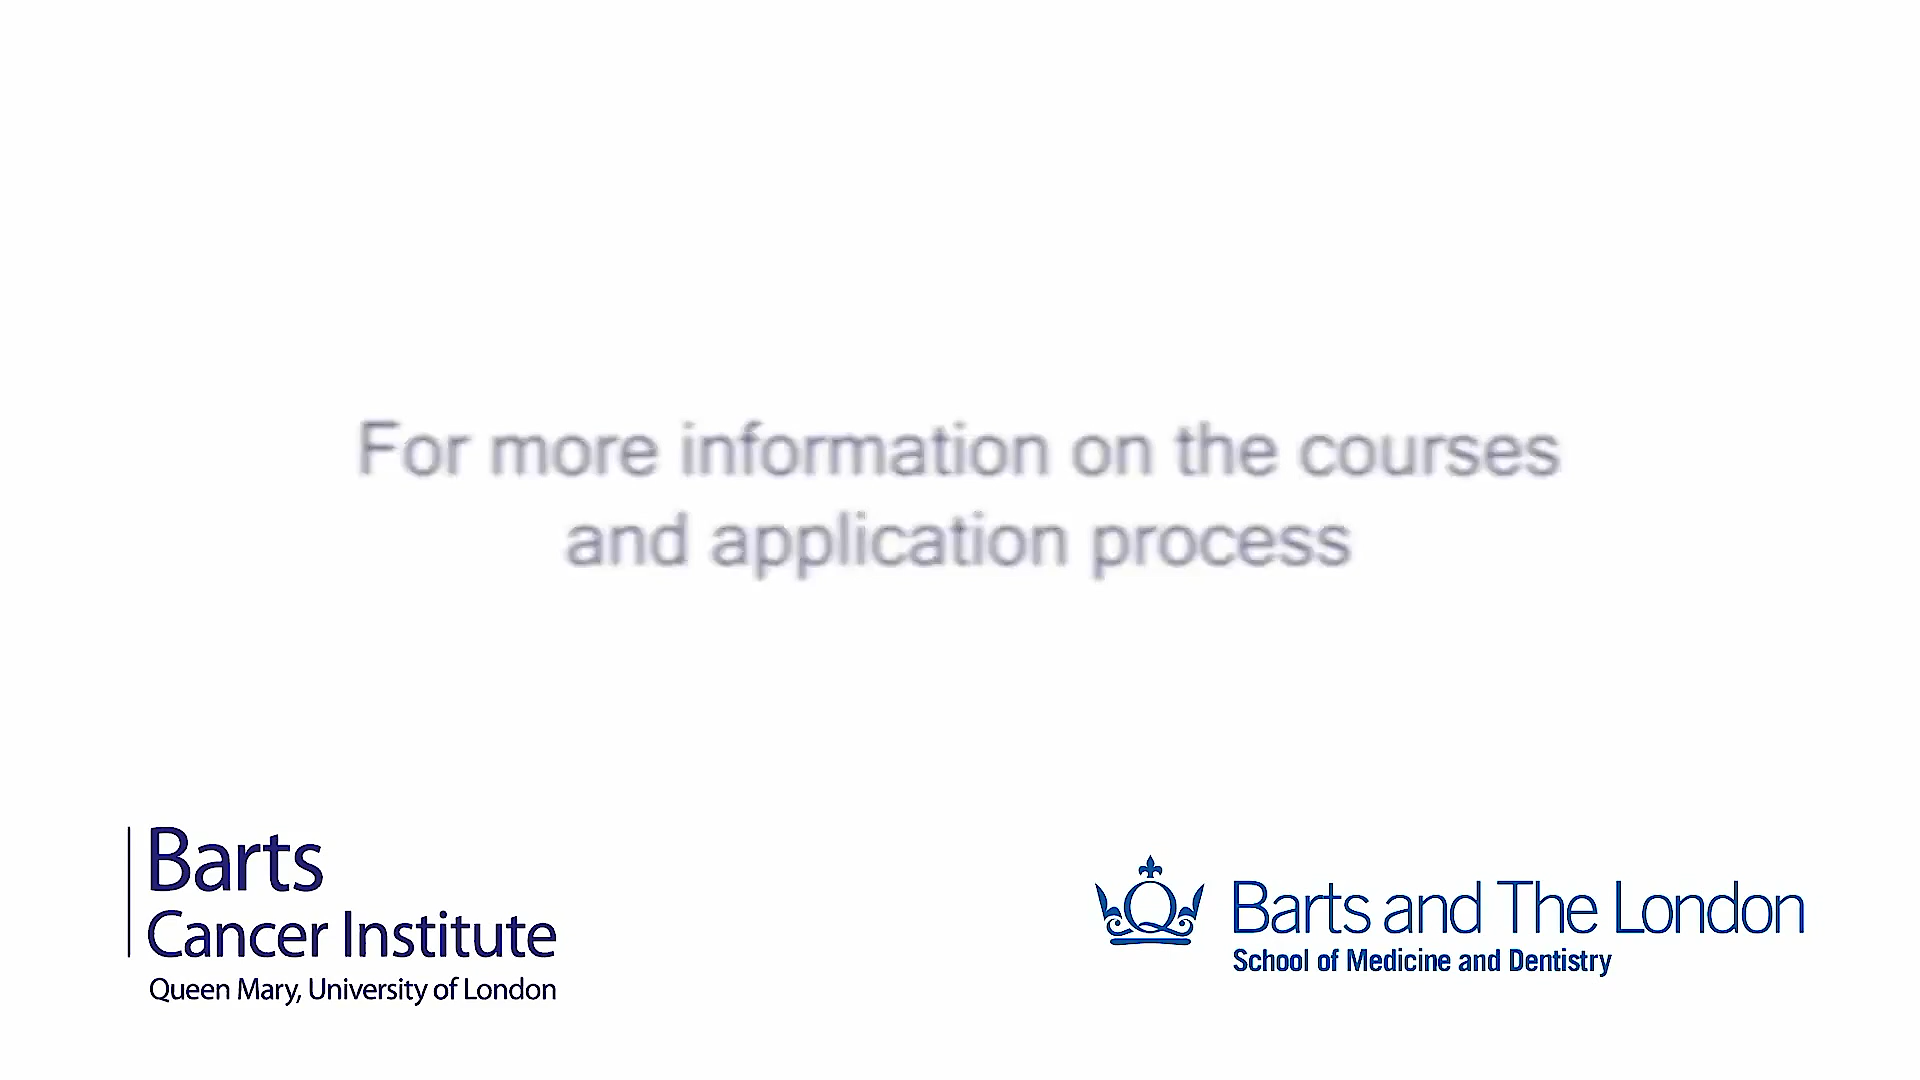 For more information on the courses
and application process
Barts
Cancer Institute
Queen Mary, University of London
Barts and The London
School of Medicine and Dentistry